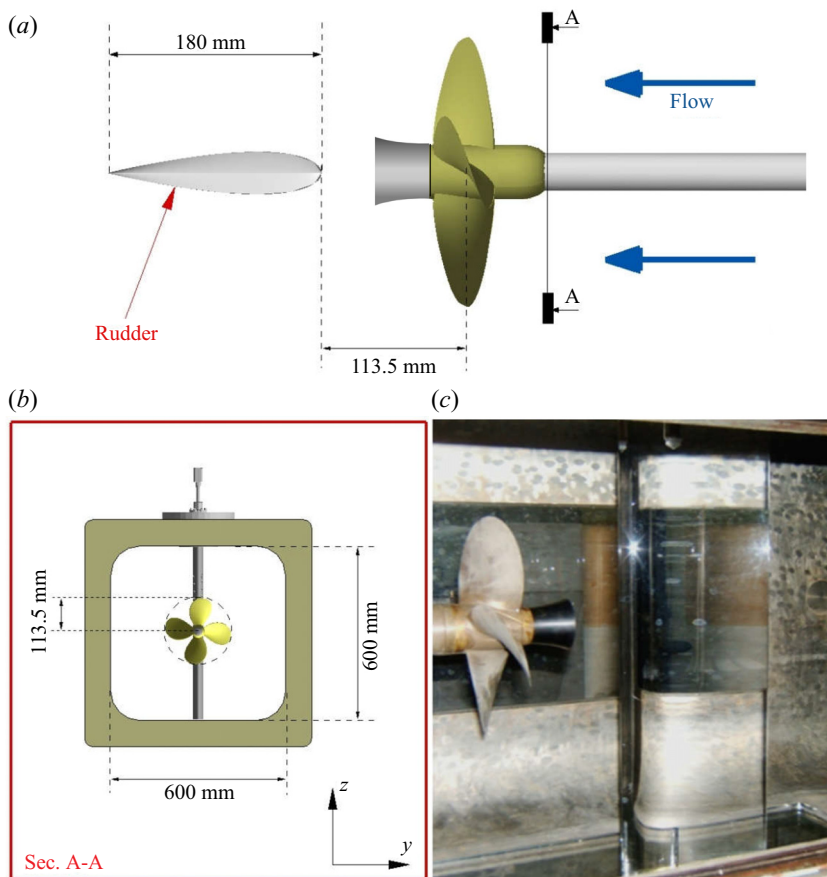 (a)
180 mm
A
Flow
A
Rudder
113.5 mm
(b)
(c)
113.5 mm
600 mm
600 mm
z
y
Sec. A-A